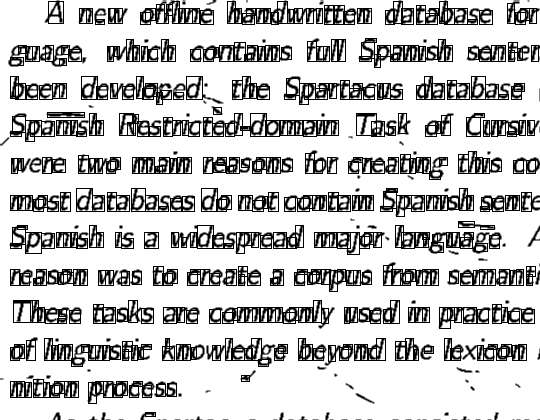 A new offline handwritten database for
guage, which contains full Spanish senten
been developed: the Spartacus database
Spanish Restricted-domain Task of Cursive
were two main reasons for creating this co
most databases do not contain Spanish sente
Spanish is a widespread major language. A
reason was to create a corpus from semanti
These tasks are commonly used in practice
of linguistic knowledge beyond the lexicon
nition process.
As the Spartacus database consisted